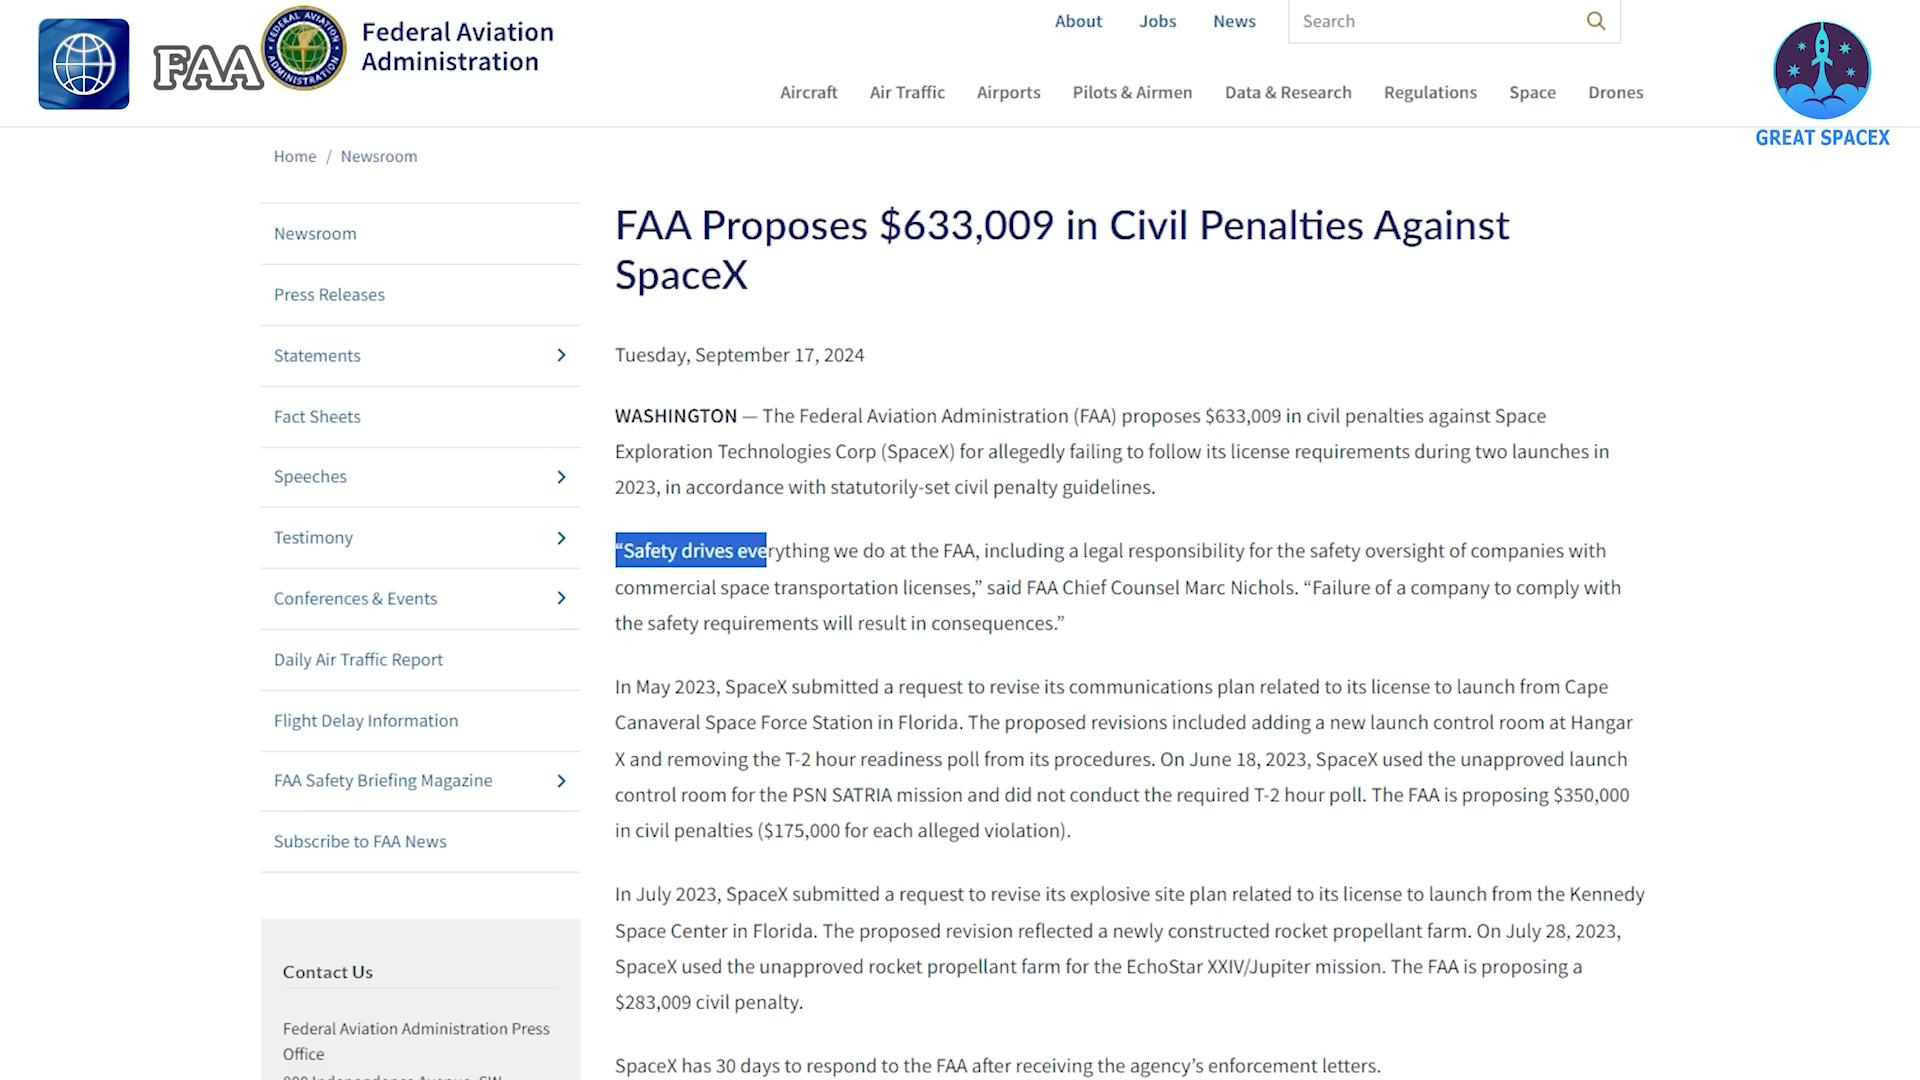 FAA
FEDERAL AVIATION
ADMINISTRATION
Federal Aviation
Administration
About Jobs News Search
Aircraft Air Traffic Airports Pilots & Airmen Data & Research Regulations Space Drones
GREAT SPACEX
Home / Newsroom
Newsroom
Press Releases
Statements
Fact Sheets
Speeches
Testimony
Conferences & Events
Daily Air Traffic Report
Flight Delay Information
FAA Safety Briefing Magazine
Subscribe to FAA News
Contact Us
Federal Aviation Administration Press
Office
FAA Proposes $633,009 in Civil Penalties Against
SpaceX
Tuesday, September 17, 2024
WASHINGTON — The Federal Aviation Administration (FAA) proposes $633,009 in civil penalties against Space
Exploration Technologies Corp (SpaceX) for allegedly failing to follow its license requirements during two launches in
2023, in accordance with statutorily-set civil penalty guidelines.
“Safety drives everything we do at the FAA, including a legal responsibility for the safety oversight of companies with
commercial space transportation licenses,” said FAA Chief Counsel Marc Nichols. “Failure of a company to comply with
the safety requirements will result in consequences.”
In May 2023, SpaceX submitted a request to revise its communications plan related to its license to launch from Cape
Canaveral Space Force Station in Florida. The proposed revisions included adding a new launch control room at Hangar
X and removing the T-2 hour readiness poll from its procedures. On June 18, 2023, SpaceX used the unapproved launch
control room for the PSN SATRIA mission and did not conduct the required T-2 hour poll. The FAA is proposing $350,000
in civil penalties ($175,000 for each alleged violation).
In July 2023, SpaceX submitted a request to revise its explosive site plan related to its license to launch from the Kennedy
Space Center in Florida. The proposed revision reflected a newly constructed rocket propellant farm. On July 28, 2023,
SpaceX used the unapproved rocket propellant farm for the EchoStar XXIV/Jupiter mission. The FAA is proposing a
$283,009 civil penalty.
SpaceX has 30 days to respond to the FAA after receiving the agency’s enforcement letters.